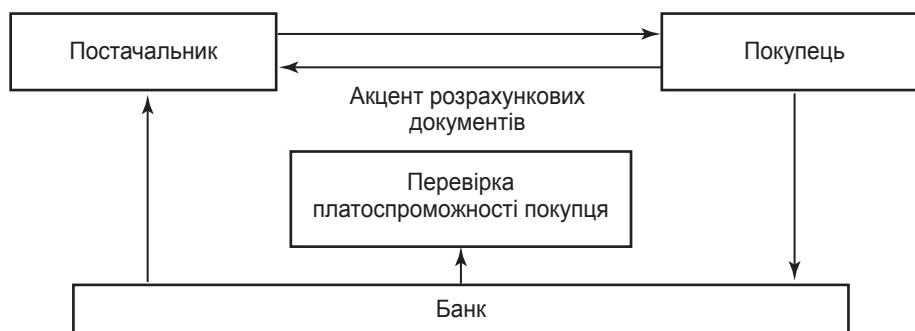 Постачальник
Покупець
Акцент розрахункових
документів
Перевірка
платоспроможності покупця
Банк